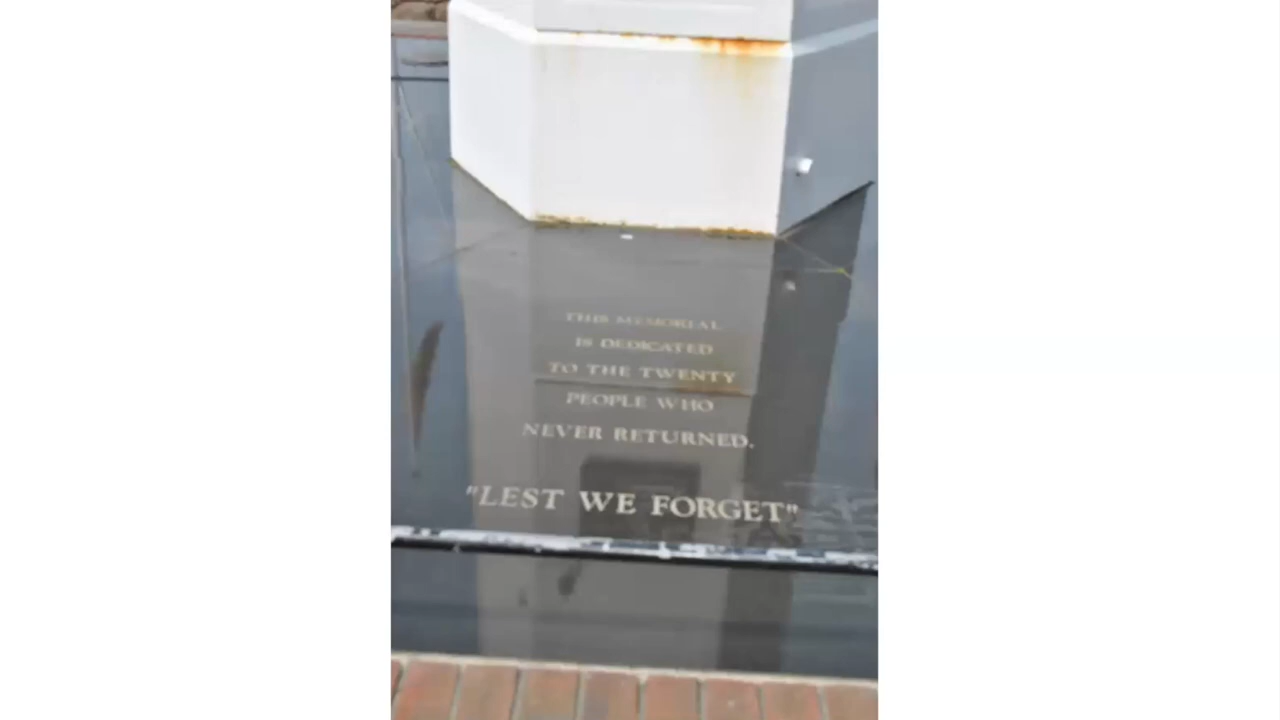 THIS MEMORIAL
IS DEDICATED
TO THE TWENTY
PEOPLE WHO
NEVER RETURNED.
"LEST WE FORGET"